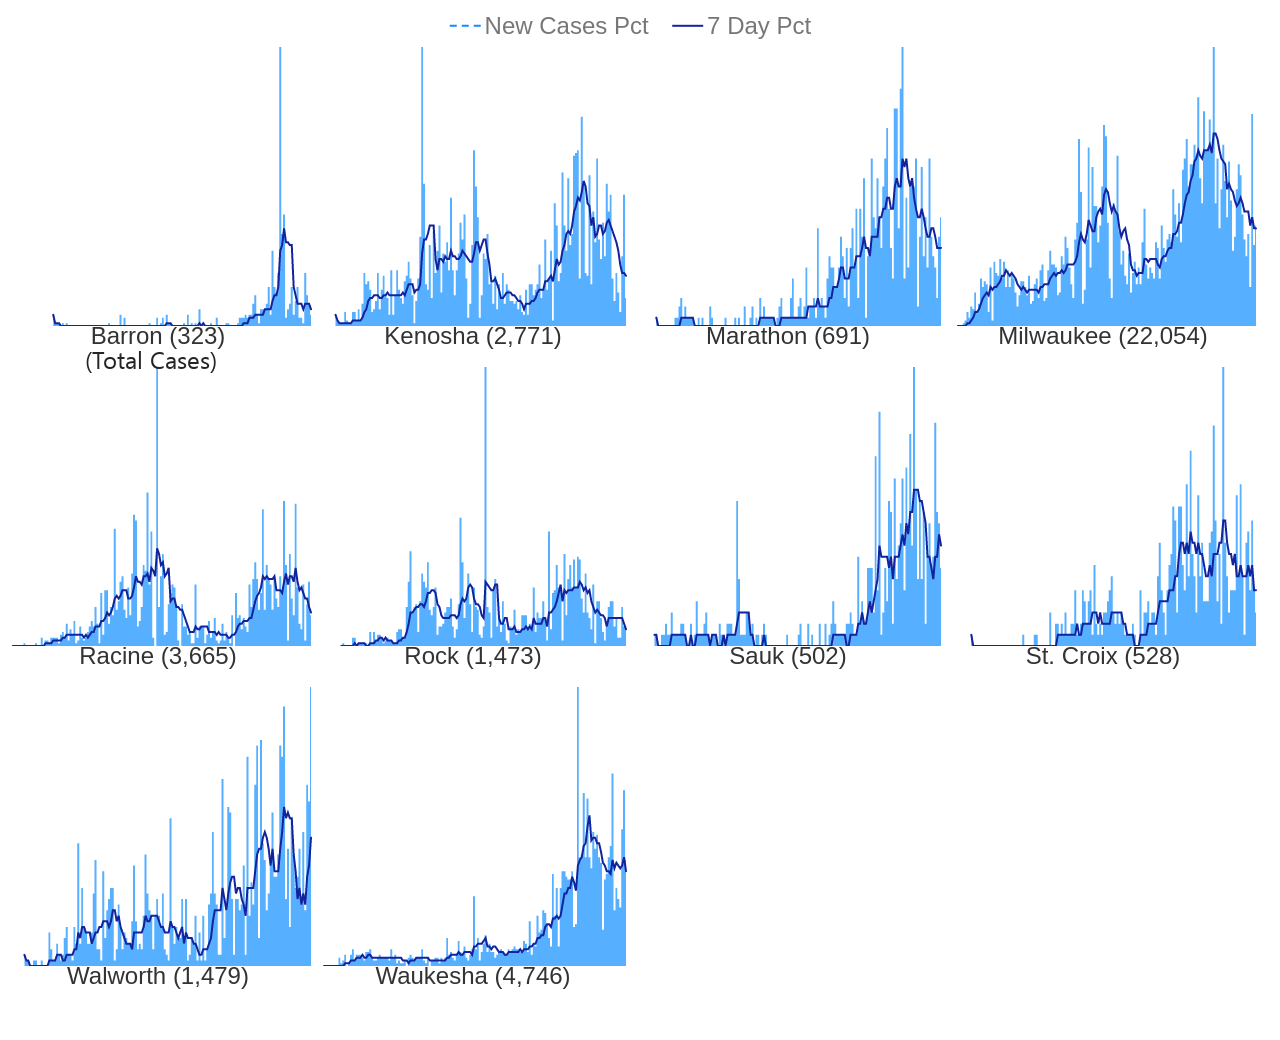 New Cases Pct 7 Day Pct
Barron (323) Kenosha (2,771) Marathon (691) Milwaukee (22,054)
(Total Cases)
Racine (3,665) Rock (1,473) Sauk (502) St. Croix (528)
Walworth (1,479) Waukesha (4,746)